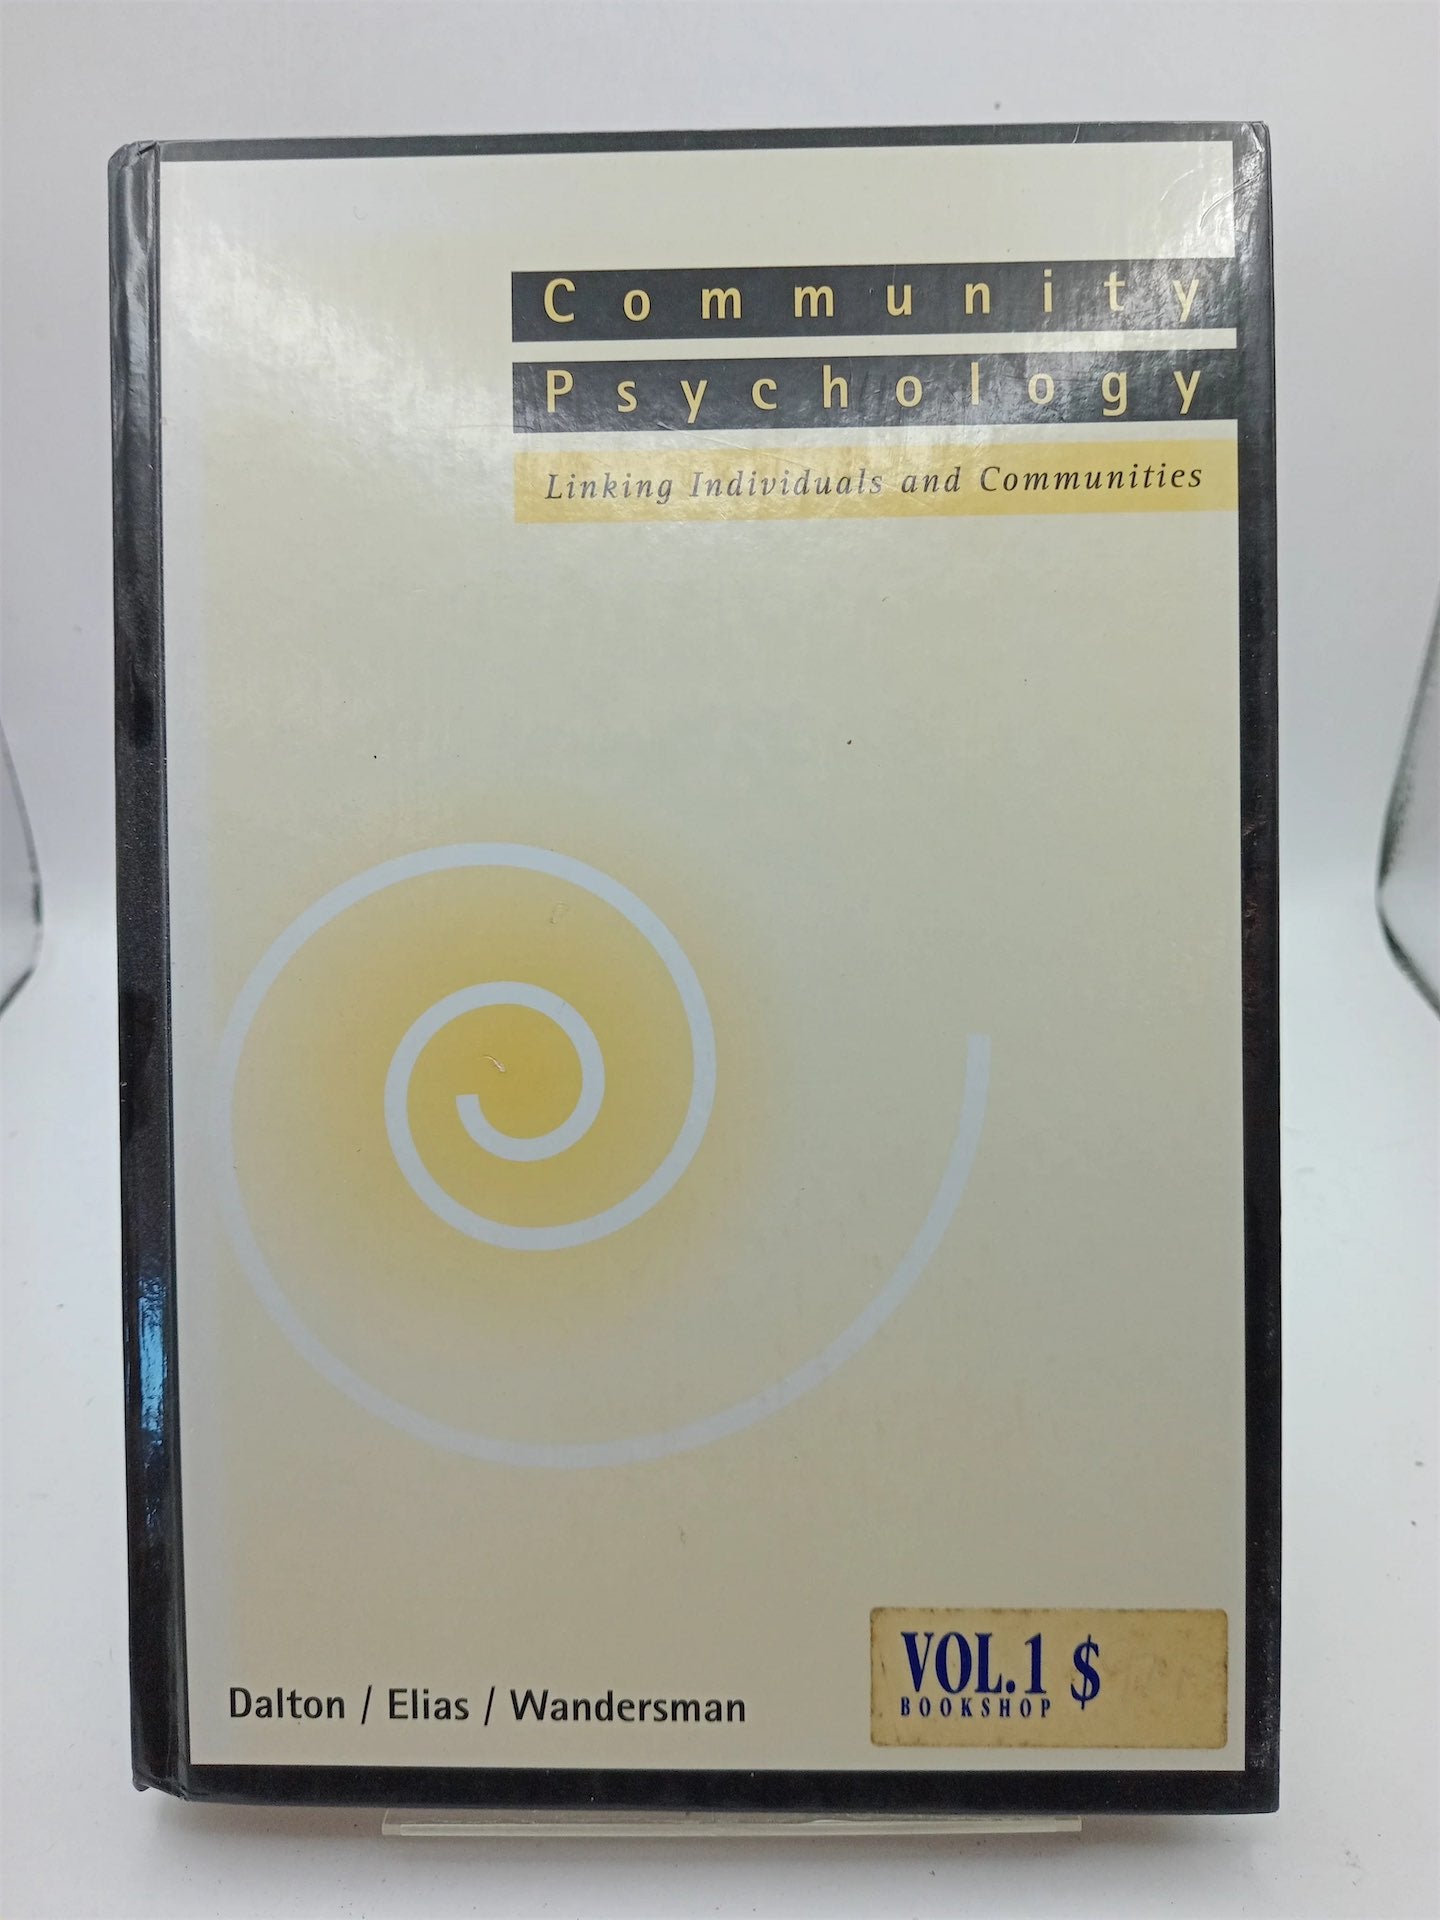 Community
Psychology
Linking Individuals and Communities
Dalton / Elias / Wandersman
VOL.1 $
BOOKSHOP